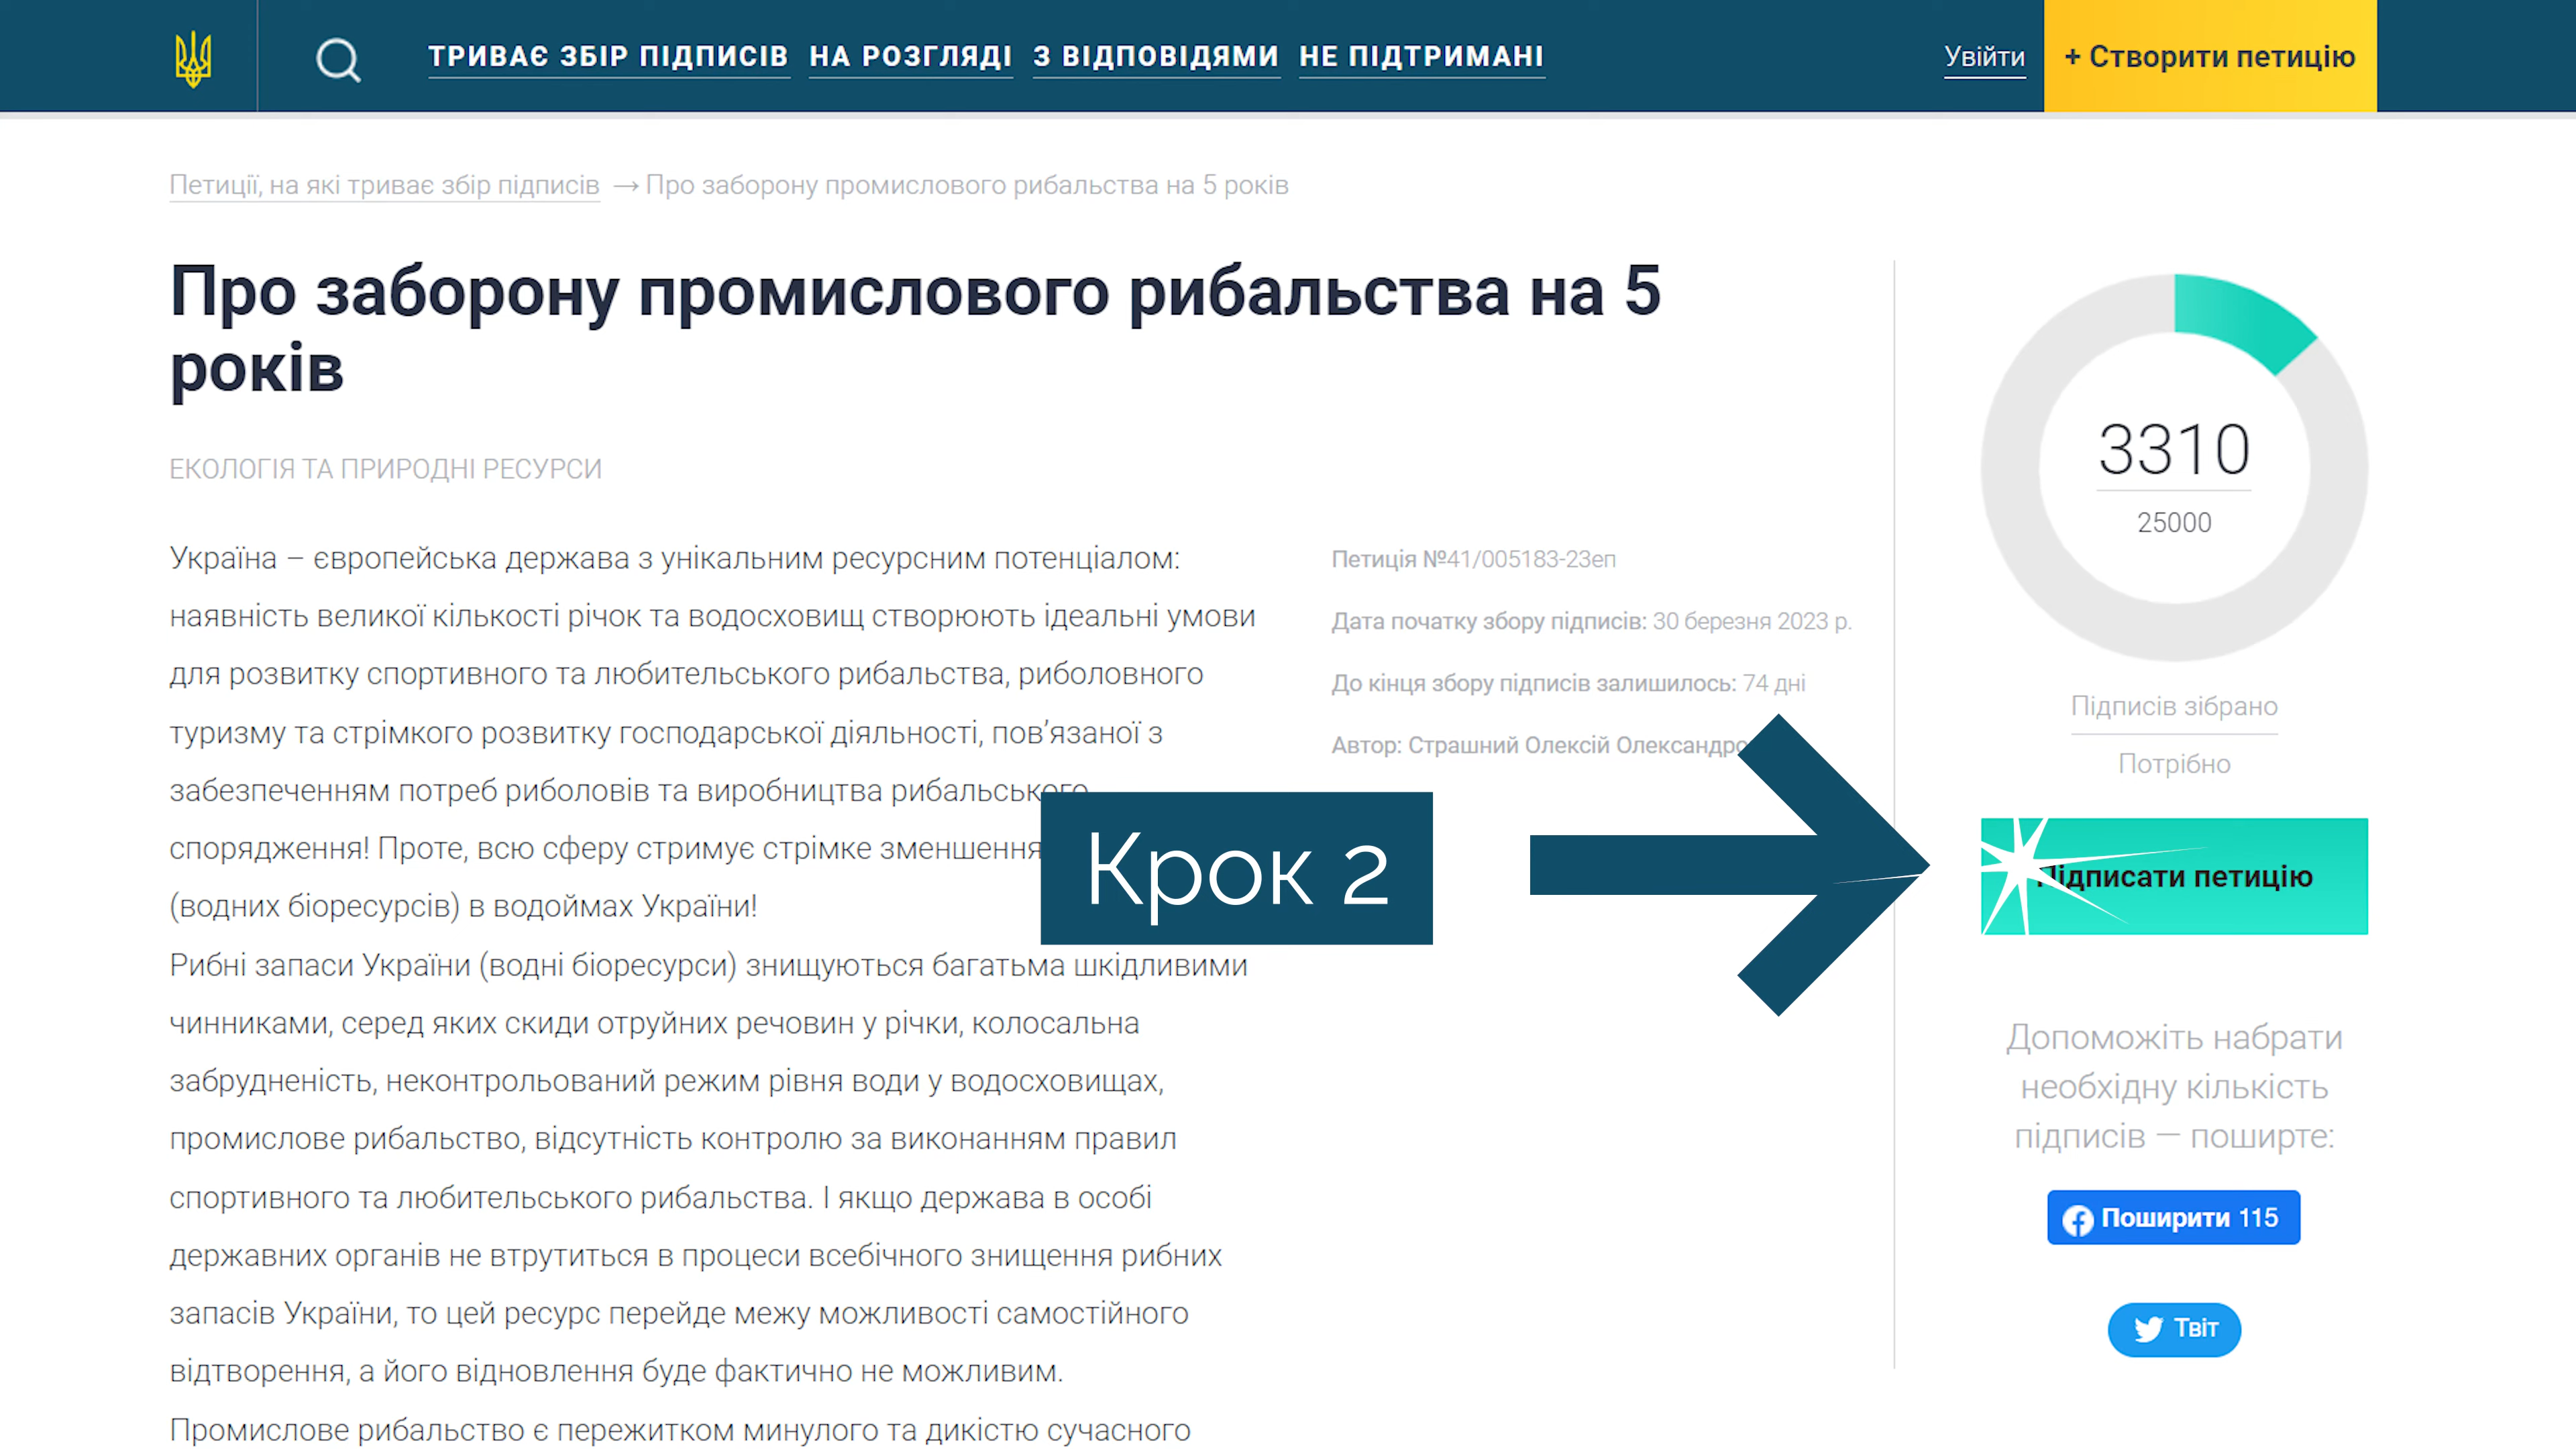 ТРИВАЄ ЗБІР ПІДПИСІВ НА РОЗГЛЯДІ З ВІДПОВІДЯМИ НЕ ПІДТРИМАНІ
Увійти
+ Створити петицію
Петиції, на які триває збір підписів → Про заборону промислового рибальства на 5 років
Про заборону промислового рибальства на 5
років
ЕКОЛОГІЯ ТА ПРИРОДНІ РЕСУРСИ
Україна – європейська держава з унікальним ресурсним потенціалом:
наявність великої кількості річок та водосховищ створюють ідеальні умови
для розвитку спортивного та любительського рибальства, риболовного
туризму та стрімкого розвитку господарської діяльності, пов’язаної з
забезпеченням потреб риболовів та виробництва рибальського
спорядження! Проте, всю сферу стримує стрімке зменшення
(водних біоресурсів) в водоймах України!
Рибні запаси України (водні біоресурси) знищуються багатьма шкідливими
чинниками, серед яких скиди отруйних речовин у річки, колосальна
забрудненість, неконтрольований режим рівня води у водосховищах,
промислове рибальство, відсутність контролю за виконанням правил
спортивного та любительського рибальства. І якщо держава в особі
державних органів не втрутиться в процеси всебічного знищення рибних
запасів України, то цей ресурс перейде межу можливості самостійного
відтворення, а його відновлення буде фактично не можливим.
Промислове рибальство є пережитком минулого та дикістю сучасного
Петиція №41/005183-23еп
Дата початку збору підписів: 30 березня 2023 р.
До кінця збору підписів залишилось: 74 дні
Автор: Страшний Олексій
Крок 2
3310
25000
Підписів зібрано
Потрібно
Підписати петицію
Допоможіть набрати
необхідну кількість
підписів — поширте:
Поширити 115
Твіт